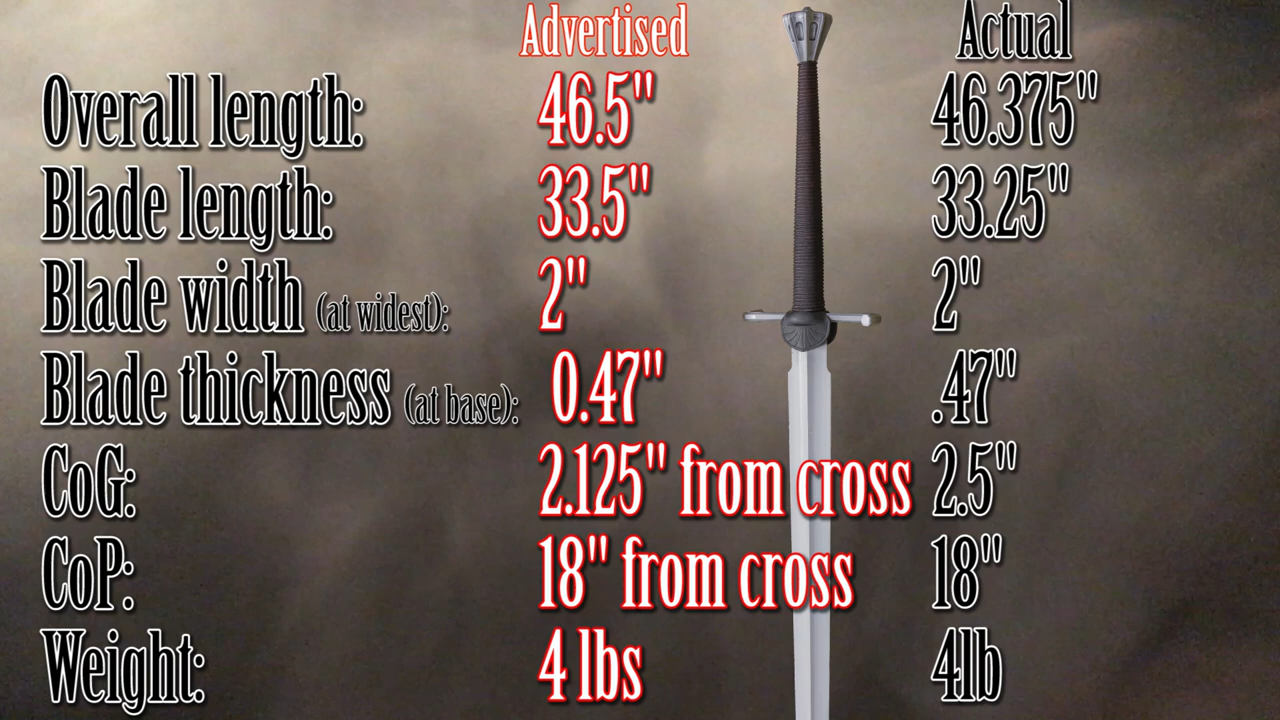 Advertised Actual
Overall length: 46.5" 46.375"
Blade length: 33.5" 33.25"
Blade width (at widest): 2" 2"
Blade thickness (at base): 0.47" .47"
CoG: 2.125" from cross 2.5"
CoP: 18" from cross 18"
Weight: 4 lbs 4lb